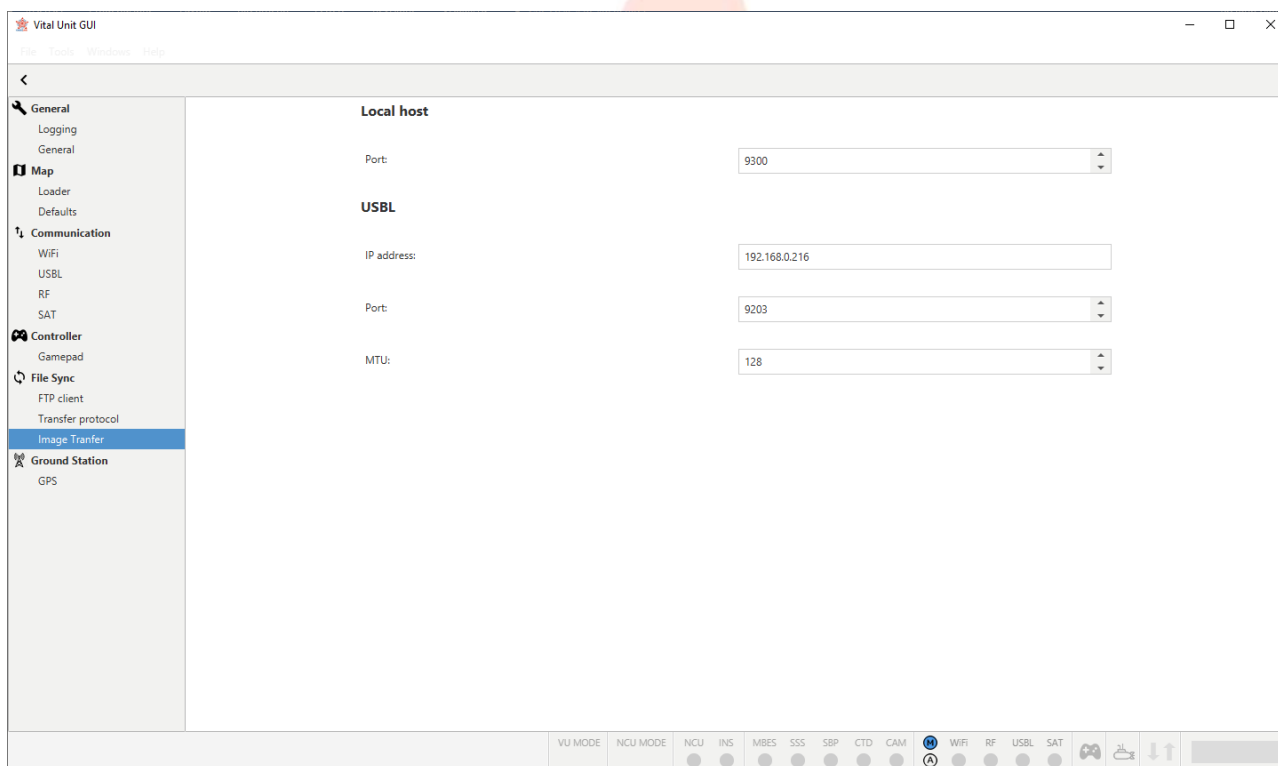 Vital Unit GUI
File Tools Windows Help
General
Logging
General
Map
Loader
Defaults
Communication
WiFi
USBL
RF
SAT
Controller
Gamepad
File Sync
FTP client
Transfer protocol
Image Tranfer
Ground Station
GPS
Local host
Port: 9300
USBL
IP address: 192.168.0.216
Port: 9203
MTU: 128
VU MODE NCU MODE NCU INS MBES SSS SBP CTD CAM M WiFi RF USBL SAT
A